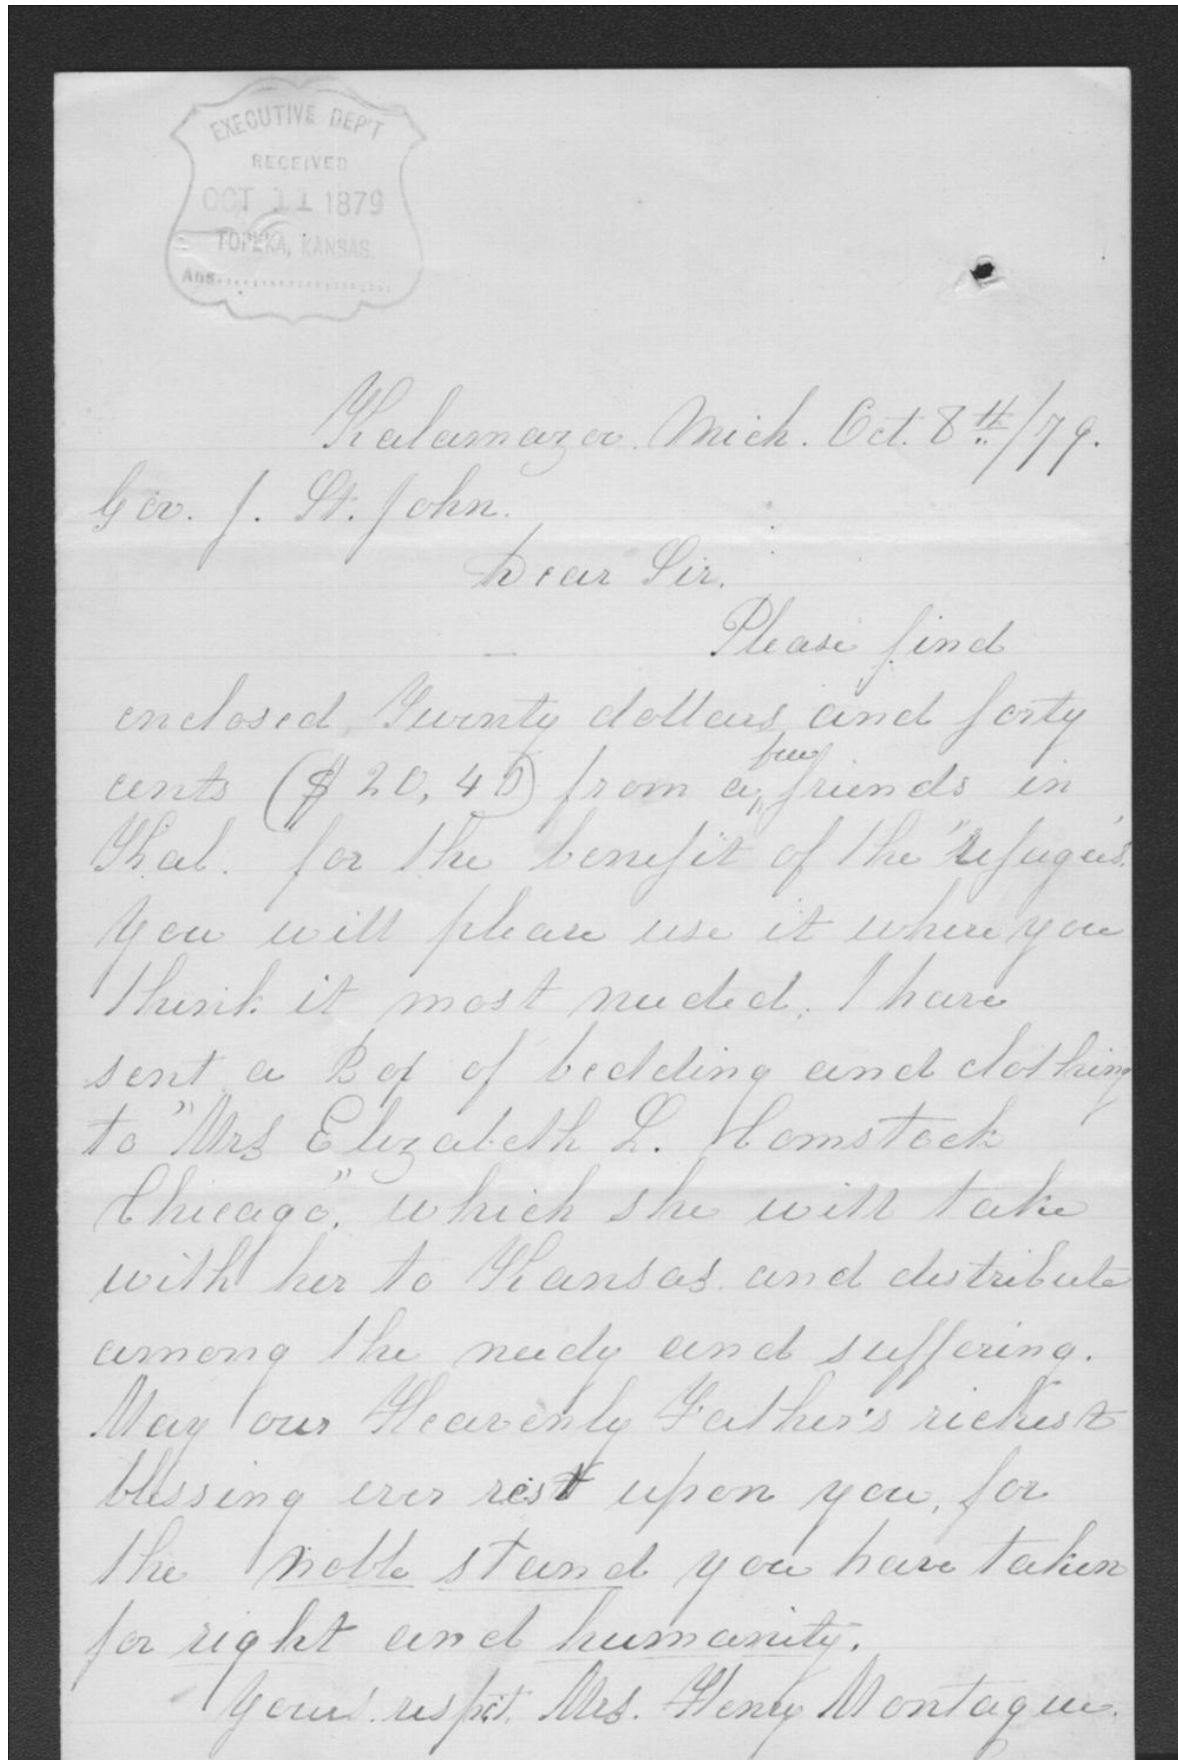 EXECUTIVE DEP'T
RECEIVED
OCT 11 1879
TOPEKA, KANSAS.
Ans
Kalamazoo. Mich. Oct. 8th/79.
Gov. J. St. John.
Dear Sir.
Please find
enclosed, Twenty dollars and forty
cents ($20,40) from a few friends in
Kal. for the benefit of the "refugees."
You will please use it where you
think it most needed. I have
sent a Box of bedding and clothing
to "Mrs Elizabeth L. Comstock
Chicago", which she will take
with her to Kansas. and distribute
among the needy and suffering.
May our Heavenly Father's richest
blessing ever rest upon you, for
the noble stand you have taken
for right and humanity.
Yours. respct. Mrs. Henry Montague.